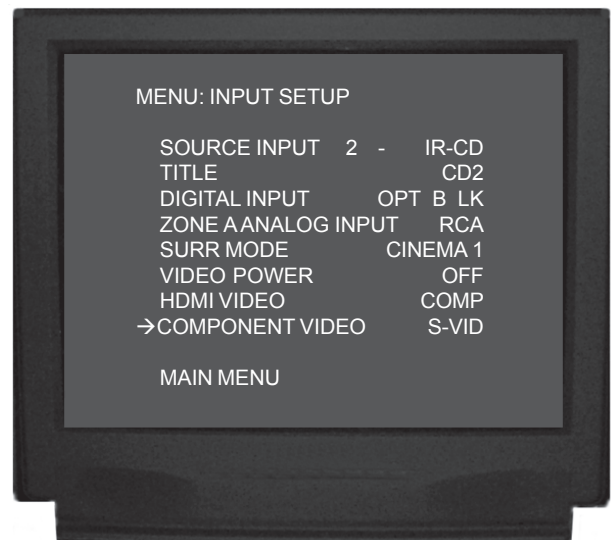 MENU: INPUT SETUP
SOURCE INPUT 2 - IR-CD
TITLE CD2
DIGITAL INPUT OPT B LK
ZONE A ANALOG INPUT RCA
SURR MODE CINEMA 1
VIDEO POWER OFF
HDMI VIDEO COMP
→COMPONENT VIDEO S-VID
MAIN MENU